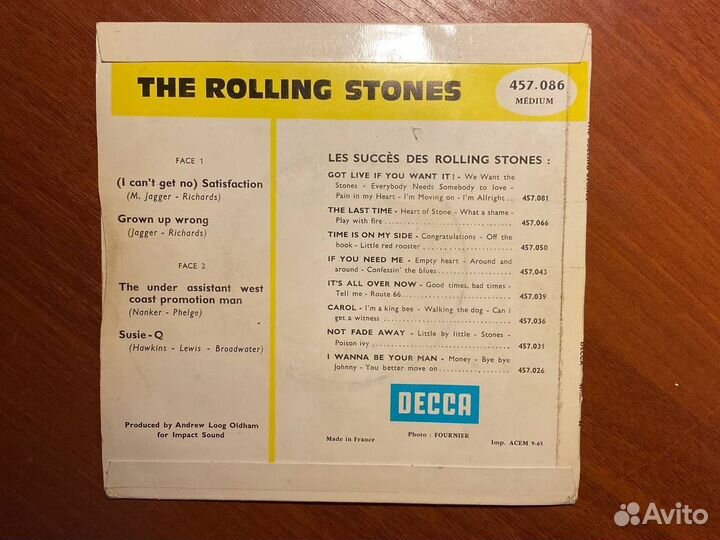 THE ROLLING STONES
457.086
MÉDIUM
FACE 1
(I can't get no) Satisfaction
(M. Jagger - Richards)
Grown up wrong
(Jagger - Richards)
FACE 2
The under assistant west
coast promotion man
(Nanker - Phelge)
Susie-Q
(Hawkins - Lewis - Broadwater)
Produced by Andrew Loog Oldham
for Impact Sound
LES SUCCÈS DES ROLLING STONES :
GOT LIVE IF YOU WANT IT! - We Want the
Stones - Everybody Needs Somebody to love -
Pain in my Heart - I'm Moving on - I'm Allright .. 457.081
THE LAST TIME - Heart of Stone - What a shame -
Play with fire ........ 457.066
TIME IS ON MY SIDE - Congratulations - Off the
hook - Little red rooster ........ 457.050
IF YOU NEED ME - Empty heart - Around and
around - Confessin' the blues ........ 457.043
IT'S ALL OVER NOW - Good times, bad times -
Tell me - Route 66 ........ 457.039
CAROL - I'm a king bee - Walking the dog - Can I
get a witness ........ 457.036
NOT FADE AWAY - Little by little - Stones -
Poison ivy ........ 457.031
I WANNA BE YOUR MAN - Money - Bye bye
Johnny - You better move on ........ 457.026
DECCA
Made in France
Photo : FOURNIER
Imp. ACEM 9-65
DECCA
Avito